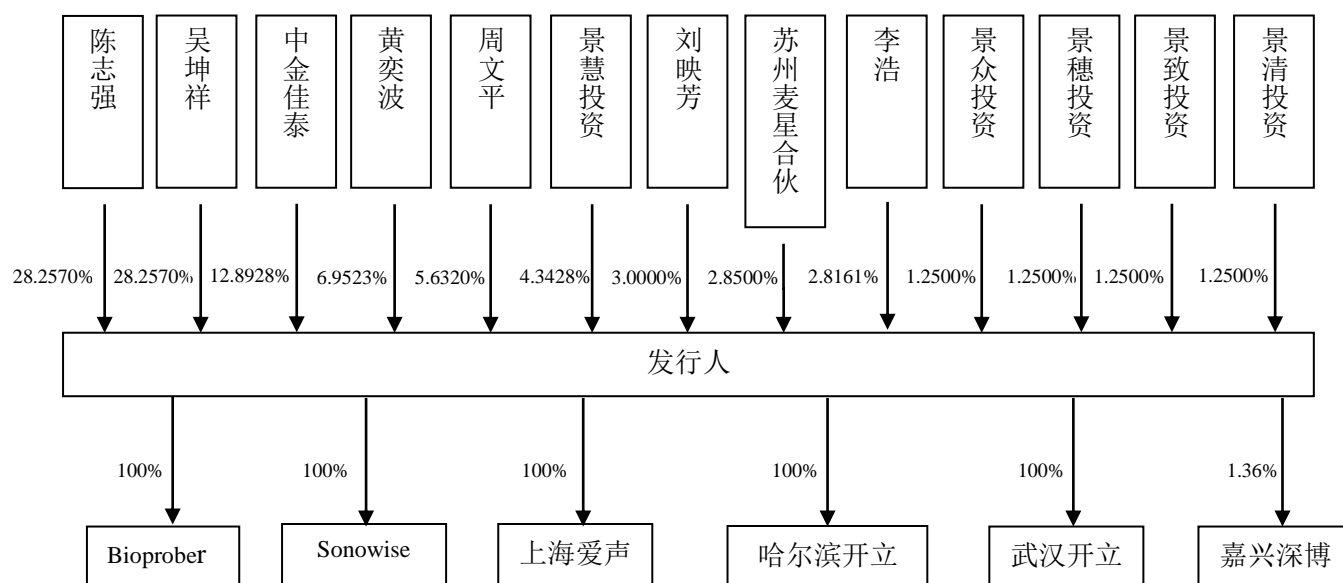 陈志强
吴坤祥
中金佳泰
黄奕波
周文平
景慧投资
刘映芳
苏州麦星合伙
李浩
景众投资
景穗投资
景致投资
景清投资
28.2570%
28.2570%
12.8928%
6.9523%
5.6320%
4.3428%
3.0000%
2.8500%
2.8161%
1.2500%
1.2500%
1.2500%
1.2500%
发行人
100%
100%
100%
100%
100%
1.36%
Bioprober
Sonowise
上海爱声
哈尔滨开立
武汉开立
嘉兴深博